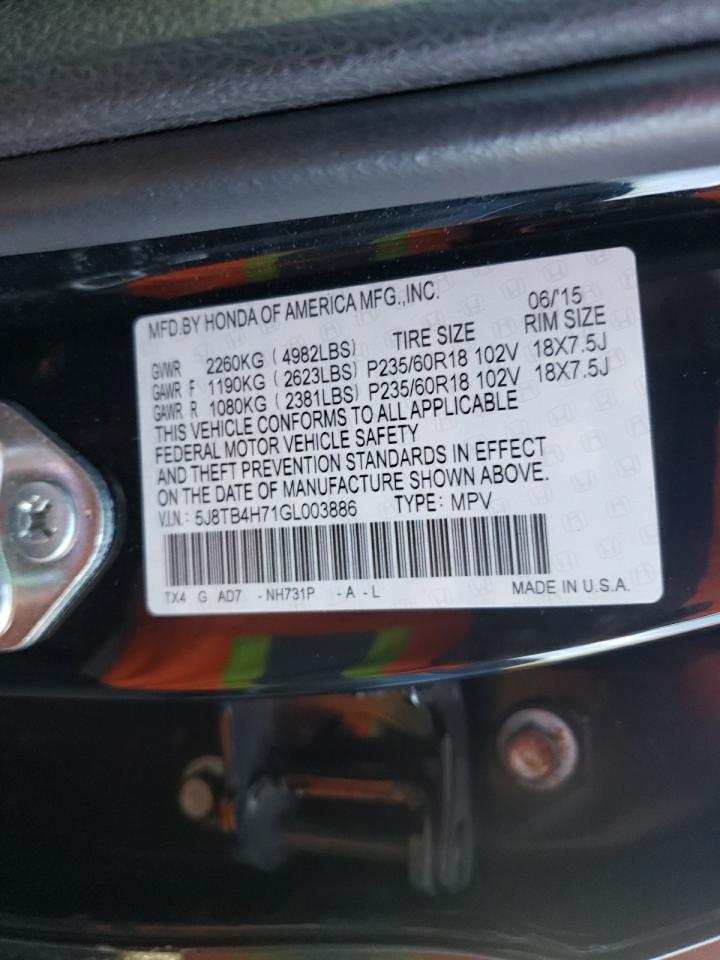 MFD.BY HONDA OF AMERICA MFG.,INC. 06/'15
GVWR 2260KG ( 4982LBS) TIRE SIZE RIM SIZE
GAWR F 1190KG ( 2623LBS) P235/60R18 102V 18X7.5J
GAWR R 1080KG ( 2381LBS) P235/60R18 102V 18X7.5J
THIS VEHICLE CONFORMS TO ALL APPLICABLE
FEDERAL MOTOR VEHICLE SAFETY
AND THEFT PREVENTION STANDARDS IN EFFECT
ON THE DATE OF MANUFACTURE SHOWN ABOVE.
V.I.N.: 5J8TB4H71GL003886 TYPE: MPV
TX4 G AD7 -NH731P -A -L MADE IN U.S.A.